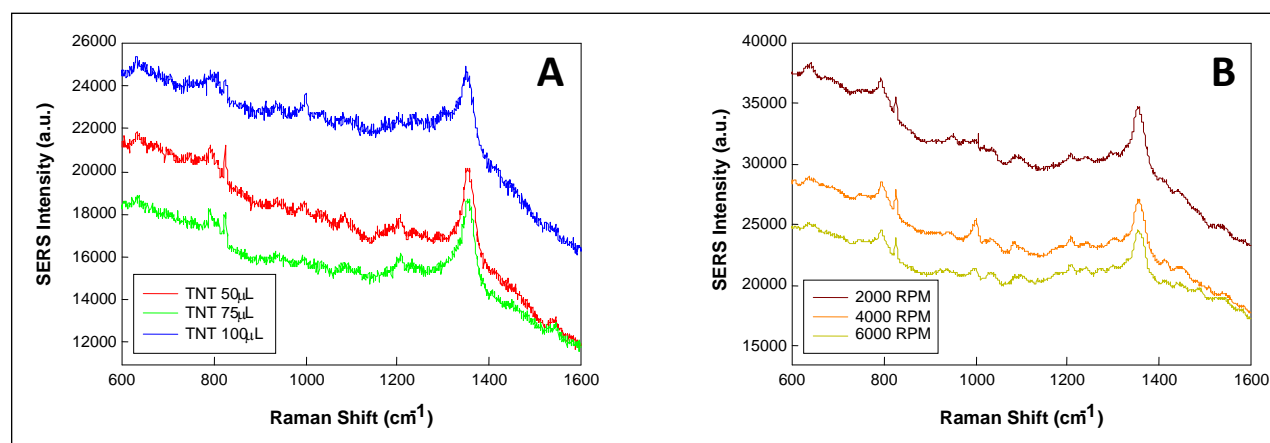 A
26000
24000
22000
20000
18000
16000
14000
12000
SERS Intensity (a.u.)
TNT 50µL
TNT 75µL
TNT 100µL
600 800 1000 1200 1400 1600
Raman Shift (cm-1)
B
40000
35000
30000
25000
20000
15000
SERS Intensity (a.u.)
2000 RPM
4000 RPM
6000 RPM
600 800 1000 1200 1400 1600
Raman Shift (cm-1)